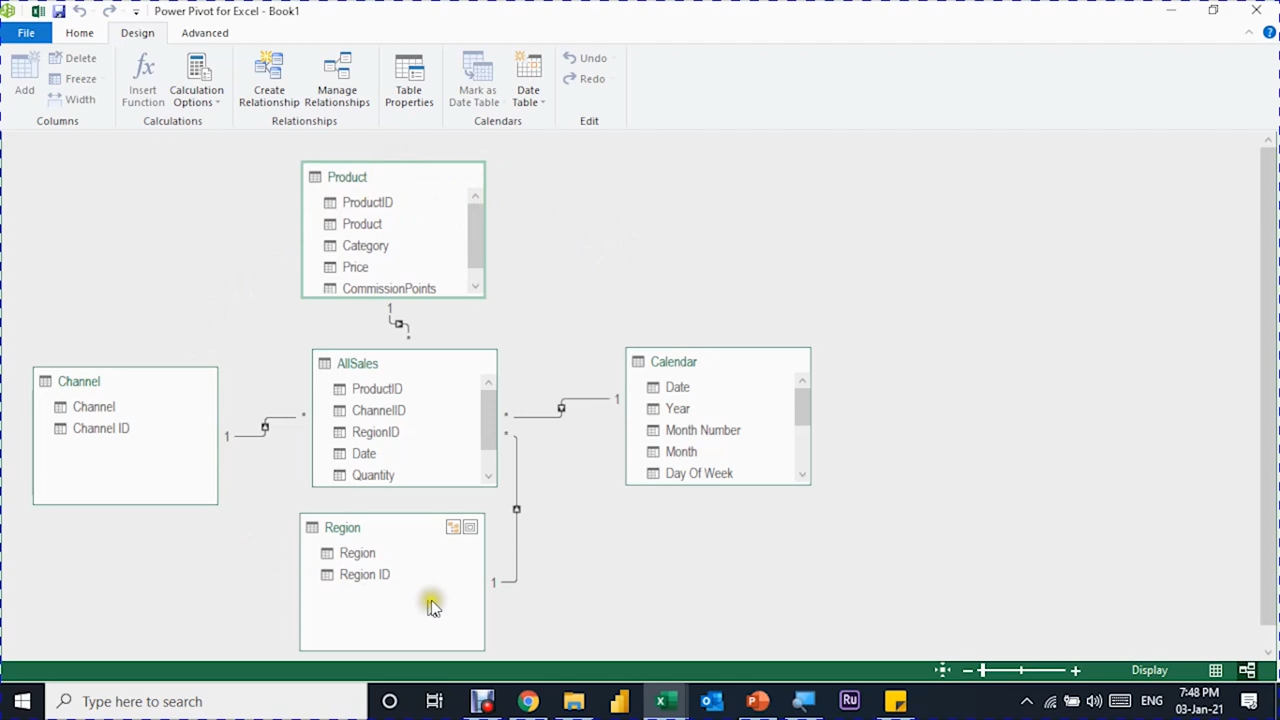 Power Pivot for Excel - Book1
File Home Design Advanced
Add
Delete
Freeze
Width
Columns
Insert
Function
Calculation
Options
Calculations
Create
Relationship
Manage
Relationships
Relationships
Table
Properties
Mark as
Date Table
Date
Table
Calendars
Undo
Redo
Edit
Product
ProductID
Product
Category
Price
CommissionPoints
1
*
Channel
Channel
Channel ID
1
*
AllSales
ProductID
ChannelID
RegionID
Date
Quantity
*
1
*
Calendar
Date
Year
Month Number
Month
Day Of Week
Region
Region
Region ID
1
Display
Type here to search
Ru
ENG
7:48 PM
03-Jan-21